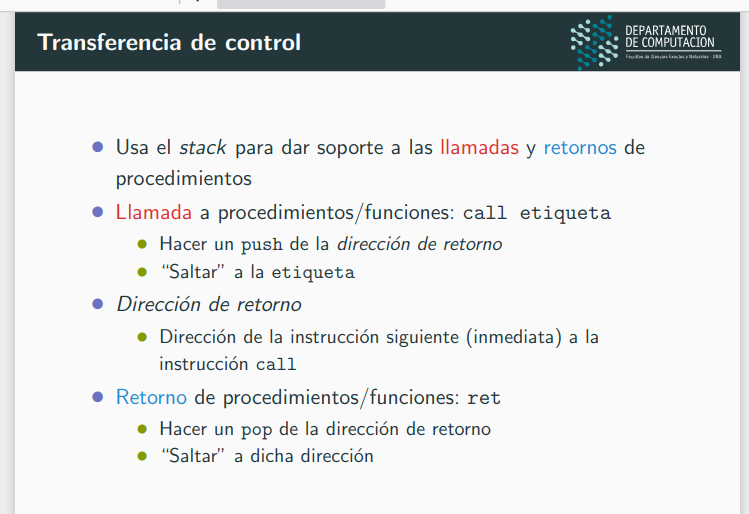 Transferencia de control
DEPARTAMENTO
DE COMPUTACION
Facultad de Ciencias Exactas y Naturales - UBA
Usa el stack para dar soporte a las llamadas y retornos de
procedimientos
Llamada a procedimientos/funciones: call etiqueta
Hacer un push de la dirección de retorno
“Saltar” a la etiqueta
Dirección de retorno
Dirección de la instrucción siguiente (inmediata) a la
instrucción call
Retorno de procedimientos/funciones: ret
Hacer un pop de la dirección de retorno
“Saltar” a dicha dirección